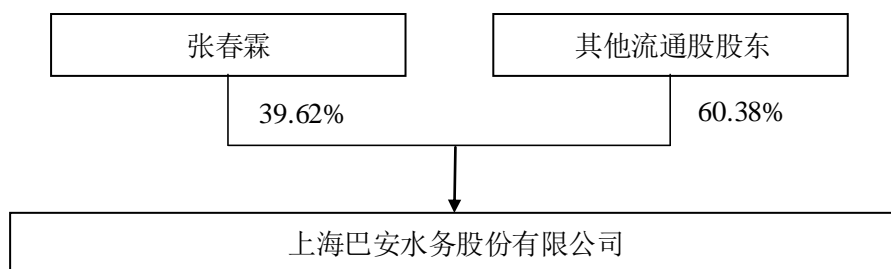 张春霖
其他流通股股东
39.62%
60.38%
上海巴安水务股份有限公司